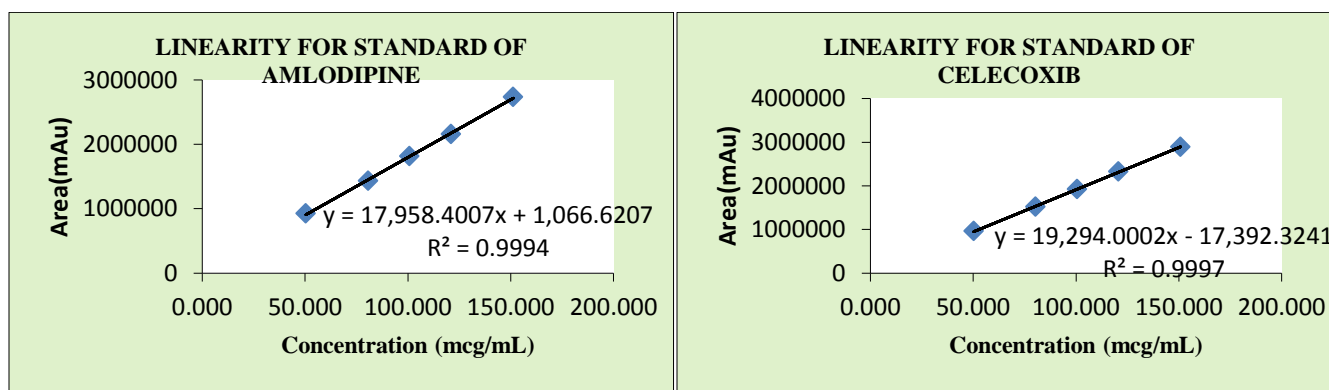 LINEARITY FOR STANDARD OF
AMLODIPINE
3000000
2000000
1000000
0
Area(mAu)
y = 17,958.4007x + 1,066.6207
R² = 0.9994
0.000 50.000 100.000 150.000 200.000
Concentration (mcg/mL)
LINEARITY FOR STANDARD OF
CELECOXIB
4000000
3000000
2000000
1000000
0
Area(mAu)
y = 19,294.0002x - 17,392.3241
R² = 0.9997
0.000 50.000 100.000 150.000 200.000
Concentration (mcg/mL)